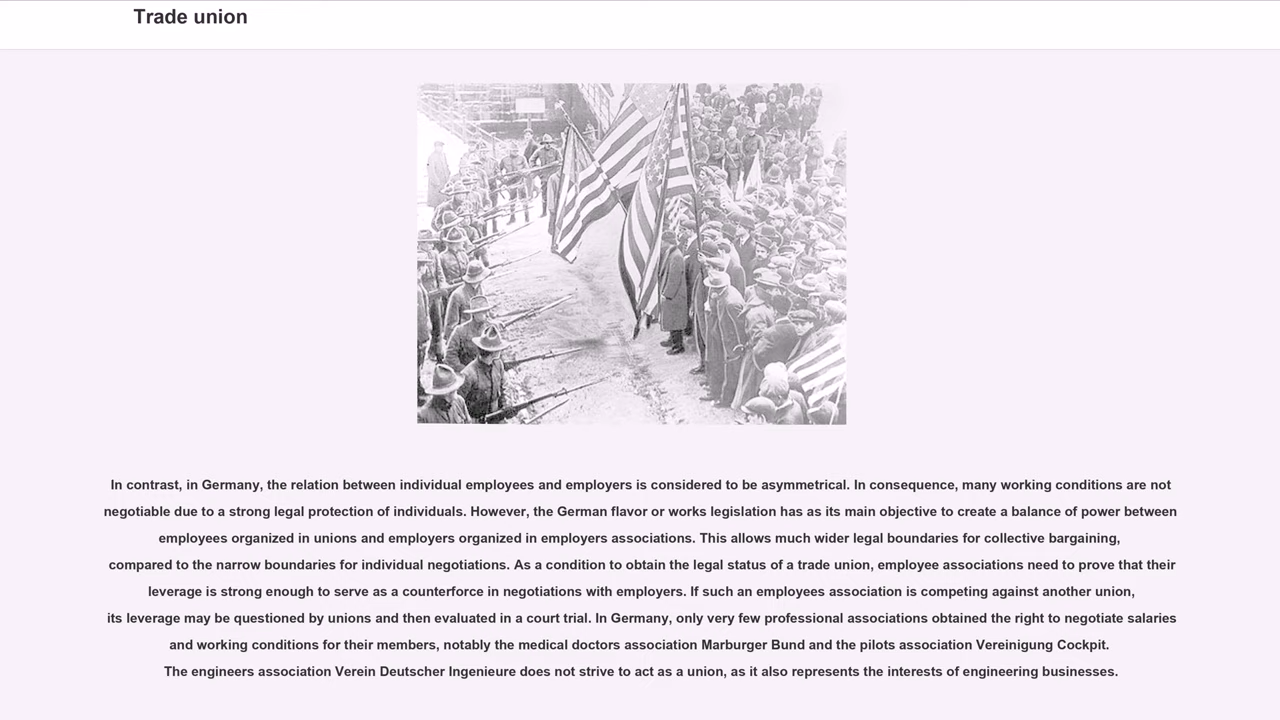 Trade union
In contrast, in Germany, the relation between individual employees and employers is considered to be asymmetrical. In consequence, many working conditions are not
negotiable due to a strong legal protection of individuals. However, the German flavor or works legislation has as its main objective to create a balance of power between
employees organized in unions and employers organized in employers associations. This allows much wider legal boundaries for collective bargaining,
compared to the narrow boundaries for individual negotiations. As a condition to obtain the legal status of a trade union, employee associations need to prove that their
leverage is strong enough to serve as a counterforce in negotiations with employers. If such an employees association is competing against another union,
its leverage may be questioned by unions and then evaluated in a court trial. In Germany, only very few professional associations obtained the right to negotiate salaries
and working conditions for their members, notably the medical doctors association Marburger Bund and the pilots association Vereinigung Cockpit.
The engineers association Verein Deutscher Ingenieure does not strive to act as a union, as it also represents the interests of engineering businesses.